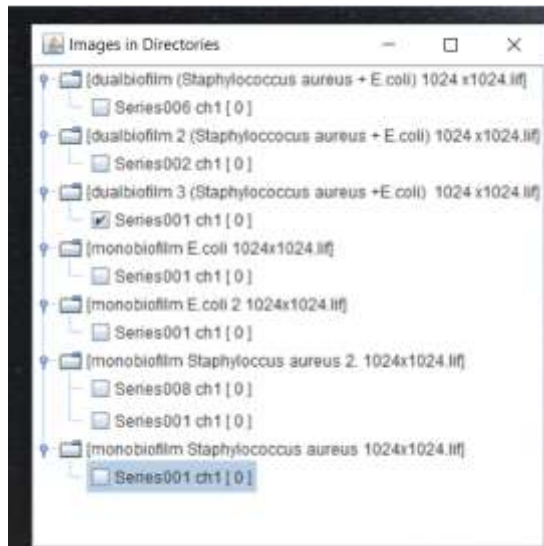 Images in Directories
[dualbiofilm (Staphylococcus aureus + E.coli) 1024 x1024.lif]
Series006 ch1 [ 0 ]
[dualbiofilm 2 (Staphyloccocus aureus + E.coli) 1024 x1024.lif]
Series002 ch1 [ 0 ]
[dualbiofilm 3 (Staphylococcus aureus +E.coli) 1024 x1024.lif]
Series001 ch1 [ 0 ]
[monobiofilm E.coli 1024x1024.lif]
Series001 ch1 [ 0 ]
[monobiofilm E.coli 2 1024x1024.lif]
Series001 ch1 [ 0 ]
[monobiofilm Staphyloccus aureus 2. 1024x1024.lif]
Series008 ch1 [ 0 ]
Series001 ch1 [ 0 ]
[monobiofilm Staphylococcus aureus 1024x1024.lif]
Series001 ch1 [ 0 ]